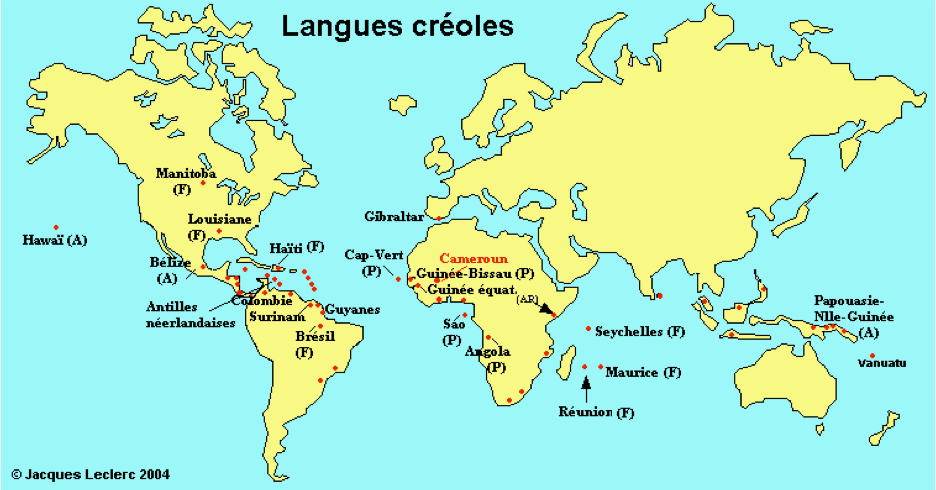 Langues créoles
Manitoba
(F)
Louisiane
(F)
Hawaï (A)
Haïti (F)
Bélize
(A)
Antilles
néerlandaises
Colombie
Surinam
Guyanes
Brésil
(F)
Gibraltar
Cap-Vert
(P)
Cameroun
Guinée-Bissau (P)
Guinée équat.
(AR)
Sao
(P)
Angola
(P)
Seychelles (F)
Maurice (F)
Réunion (F)
Papouasie-
Nlle-Guinée
(A)
Vanuatu
© Jacques Leclerc 2004